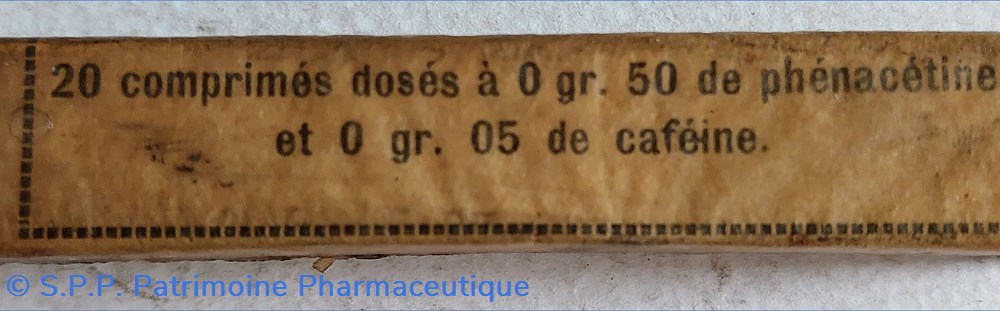 20 comprimés dosés à 0 gr. 50 de phénacétine
et 0 gr. 05 de caféine.
© S.P.P. Patrimoine Pharmaceutique